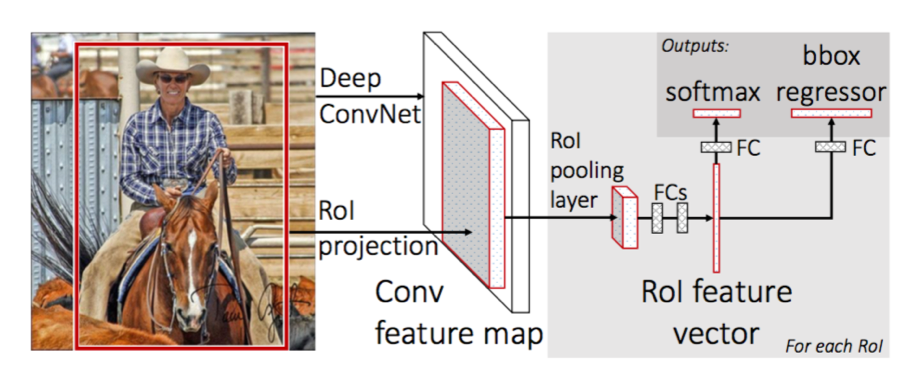 Deep
ConvNet
RoI
projection
Conv
feature map
RoI
pooling
layer
FCs
RoI feature
vector
For each RoI
Outputs:
softmax
bbox
regressor
FC
FC